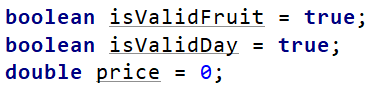 boolean isValidFruit = true;
boolean isValidDay = true;
double price = 0;